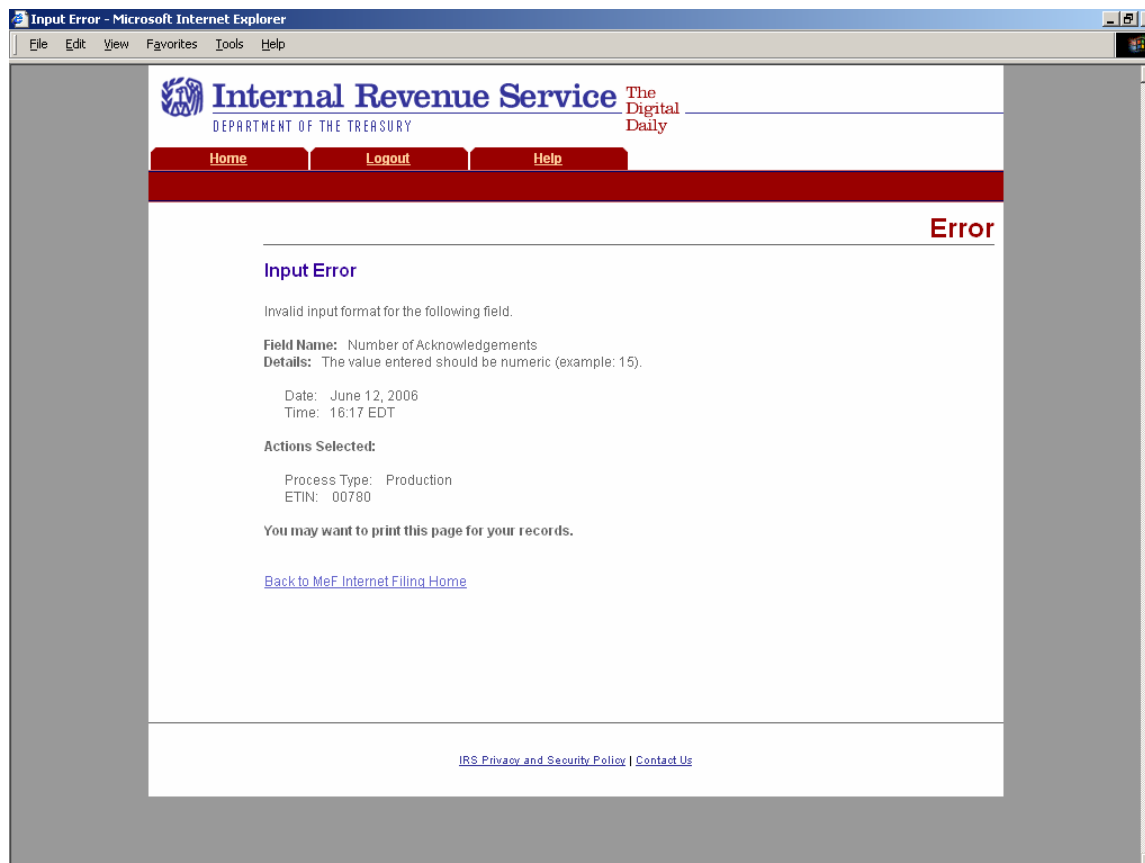 Input Error - Microsoft Internet Explorer
File Edit View Favorites Tools Help
Internal Revenue Service
The
Digital
Daily
DEPARTMENT OF THE TREASURY
Home Logout Help
Error
Input Error
Invalid input format for the following field.
Field Name: Number of Acknowledgements
Details: The value entered should be numeric (example: 15).
Date: June 12, 2006
Time: 16:17 EDT
Actions Selected:
Process Type: Production
ETIN: 00780
You may want to print this page for your records.
Back to MeF Internet Filing Home
IRS Privacy and Security Policy | Contact Us